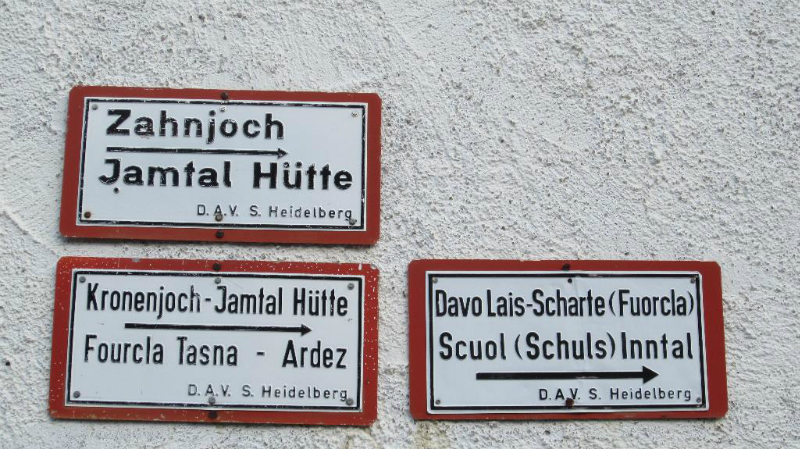 Zahnjoch
Jamtal Hütte
D.A.V. S. Heidelberg
Kronenjoch-Jamtal Hütte
Fourcla Tasna - Ardez
D.A.V. S. Heidelberg
Davo Lais-Scharte (Fuorcla)
Scuol (Schuls) Inntal
D.A.V. S. Heidelberg